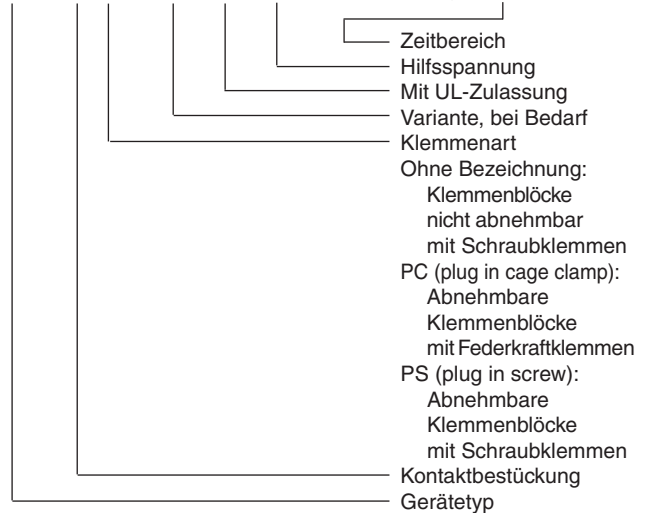 Zeitbereich
Hilfsspannung
Mit UL-Zulassung
Variante, bei Bedarf
Klemmenart
Ohne Bezeichnung:
Klemmenblöcke
nicht abnehmbar
mit Schraubklemmen
PC (plug in cage clamp):
Abnehmbare
Klemmenblöcke
mit Federkraftklemmen
PS (plug in screw):
Abnehmbare
Klemmenblöcke
mit Schraubklemmen
Kontaktbestückung
Gerätetyp